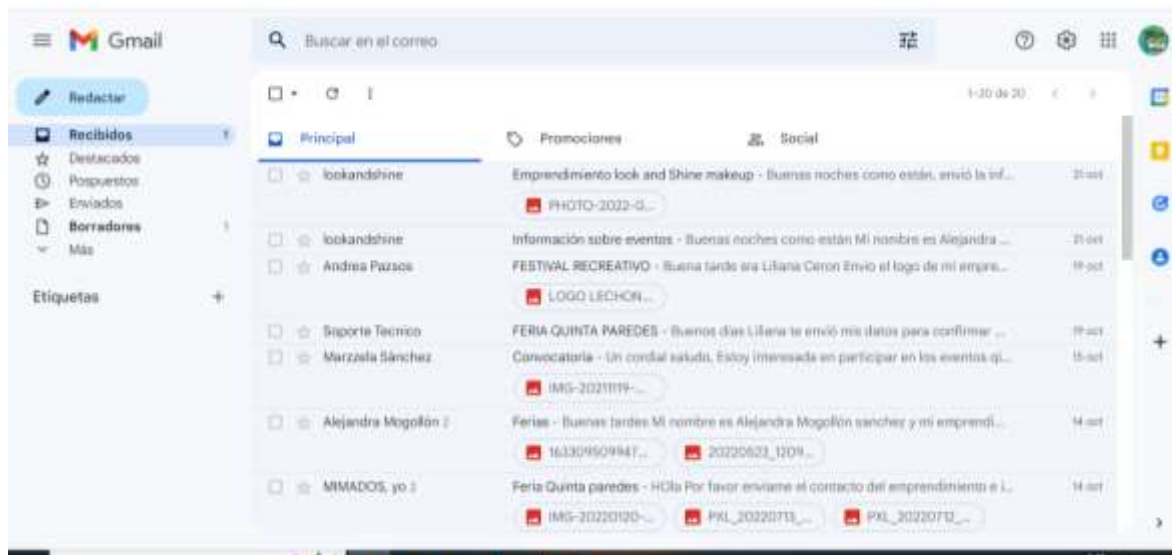 Gmail
Buscar en el correo
Redactar
1-20 de 20
Recibidos
Destacados
Pospuestos
Enviados
Borradores 1
Más
Etiquetas
Principal
Promociones
Social
lookandshine Emprendimiento look and Shine makeup - Buenas noches como están, envió la inf... 21 oct
PHOTO-2022-0...
lookandshine Información sobre eventos - Buenas noches como están Mi nombre es Alejandra ... 21 oct
Andrea Pazsos FESTIVAL RECREATIVO - Buena tarde sra Liliana Ceron Envio el logo de mi empre... 19 oct
LOGO LECHON...
Soporte Tecnico FERIA QUINTA PAREDES - Buenos días Liliana te envió mis datos para confirmar ...
Marzzela Sánchez Convocatoria - Un cordial saludo, Estoy interesada en participar en los eventos q... 15 oct
IMG-20211119-...
Alejandra Mogollón 2 Ferias - Buenas tardes Mi nombre es Alejandra Mogollón sanchez y mi emprendi... 14 oct
163309509947... 20220523_1209...
MIMADOS, yo 2 Feria Quinta paredes - HOla Por favor enviame el contacto del emprendimiento e i... 14 oct
IMG-20220120-... PXL_20220713_... PXL_20220712_...